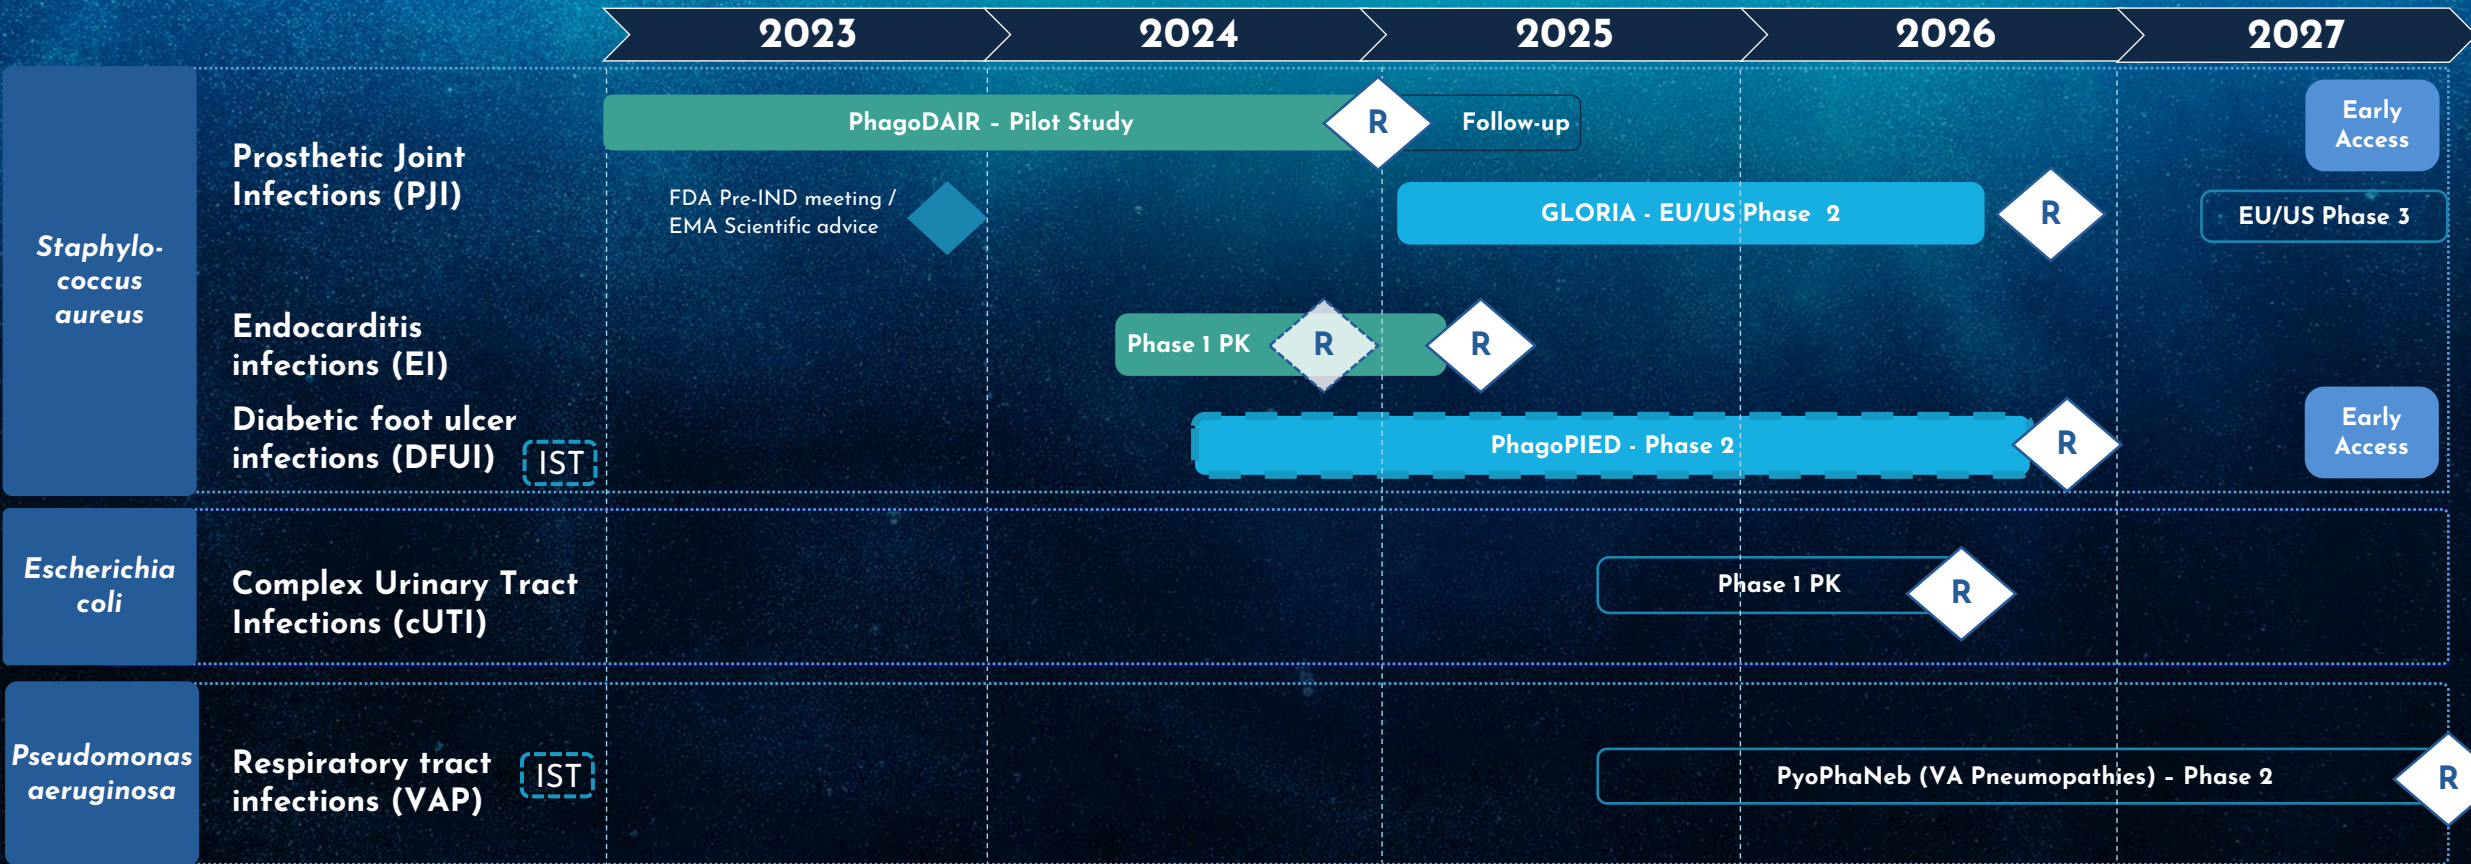 2023
2024
2025
2026
2027
Staphylo-
coccus
aureus
Prosthetic Joint
Infections (PJI)
PhagoDAIR – Pilot Study
R
Follow-up
Early
Access
FDA Pre-IND meeting /
EMA Scientific advice
GLORIA - EU/US Phase 2
R
EU/US Phase 3
Endocarditis
infections (EI)
Phase 1 PK
R
R
Diabetic foot ulcer
infections (DFUI)
IST
PhagoPIED - Phase 2
R
Early
Access
Escherichia
coli
Complex Urinary Tract
Infections (cUTI)
Phase 1 PK
R
Pseudomonas
aeruginosa
Respiratory tract
infections (VAP)
IST
PyoPhaNeb (VA Pneumopathies) – Phase 2
R